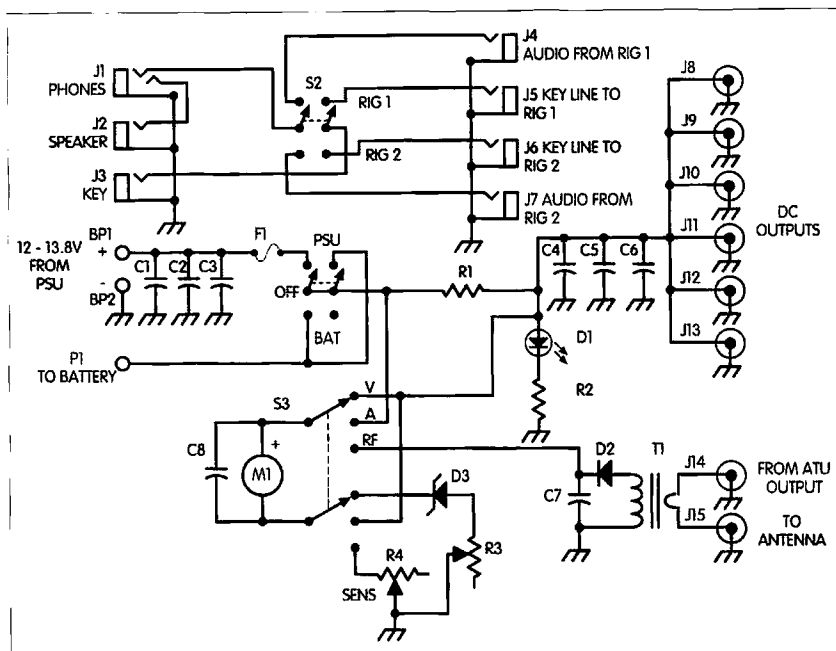 J1
PHONES
J2
SPEAKER
J3
KEY
S2
RIG 1
RIG 2
J4
AUDIO FROM RIG 1
J5 KEY LINE TO
RIG 1
J6 KEY LINE TO
RIG 2
J7 AUDIO FROM
RIG 2
J8
J9
J10
J11
J12
J13
DC
OUTPUTS
12 - 13.8V
FROM
PSU
BP1
+
-
BP2
C1
C2
C3
F1
PSU
OFF
BAT
R1
C4
C5
C6
D1
R2
P1
TO BATTERY
S3
V
A
RF
C8
+
M1
D3
R3
R4
SENS
C7
D2
T1
J14
J15
FROM ATU
OUTPUT
TO
ANTENNA